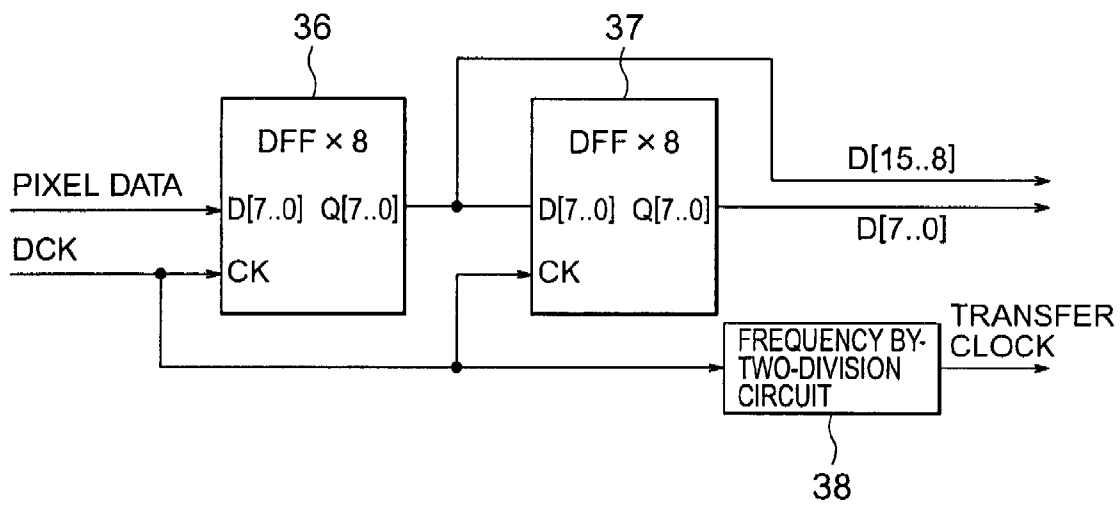 36
37
DFF × 8
DFF × 8
D[15..8]
PIXEL DATA
D[7..0] Q[7..0]
D[7..0] Q[7..0]
D[7..0]
DCK
CK
CK
TRANSFER
CLOCK
FREQUENCY BY-
TWO-DIVISION
CIRCUIT
38